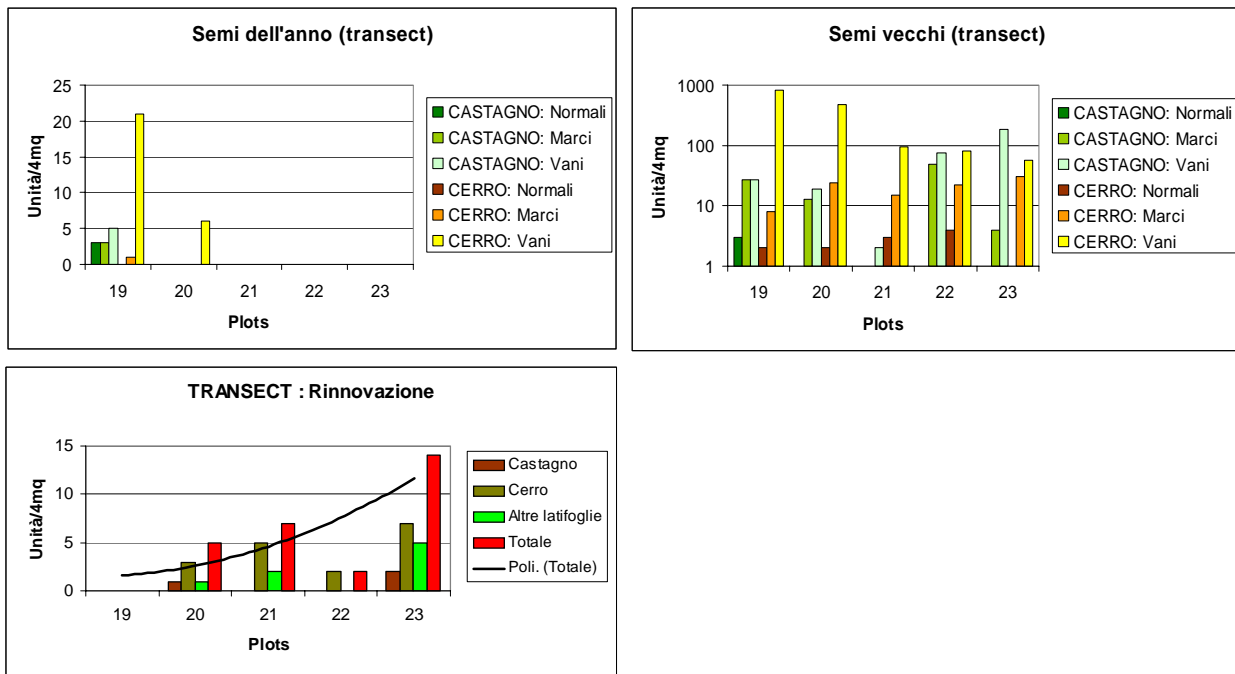 Semi dell'anno (transect)
25
20
15
10
5
0
Unità/4mq
19 20 21 22 23
Plots
CASTAGNO: Normali
CASTAGNO: Marci
CASTAGNO: Vani
CERRO: Normali
CERRO: Marci
CERRO: Vani
Semi vecchi (transect)
1000
100
10
1
Unità/4mq
19 20 21 22 23
Plots
CASTAGNO: Normali
CASTAGNO: Marci
CASTAGNO: Vani
CERRO: Normali
CERRO: Marci
CERRO: Vani
TRANSECT : Rinnovazione
15
10
5
0
Unità/4mq
19 20 21 22 23
Plots
Castagno
Cerro
Altre latifoglie
Totale
Poli. (Totale)